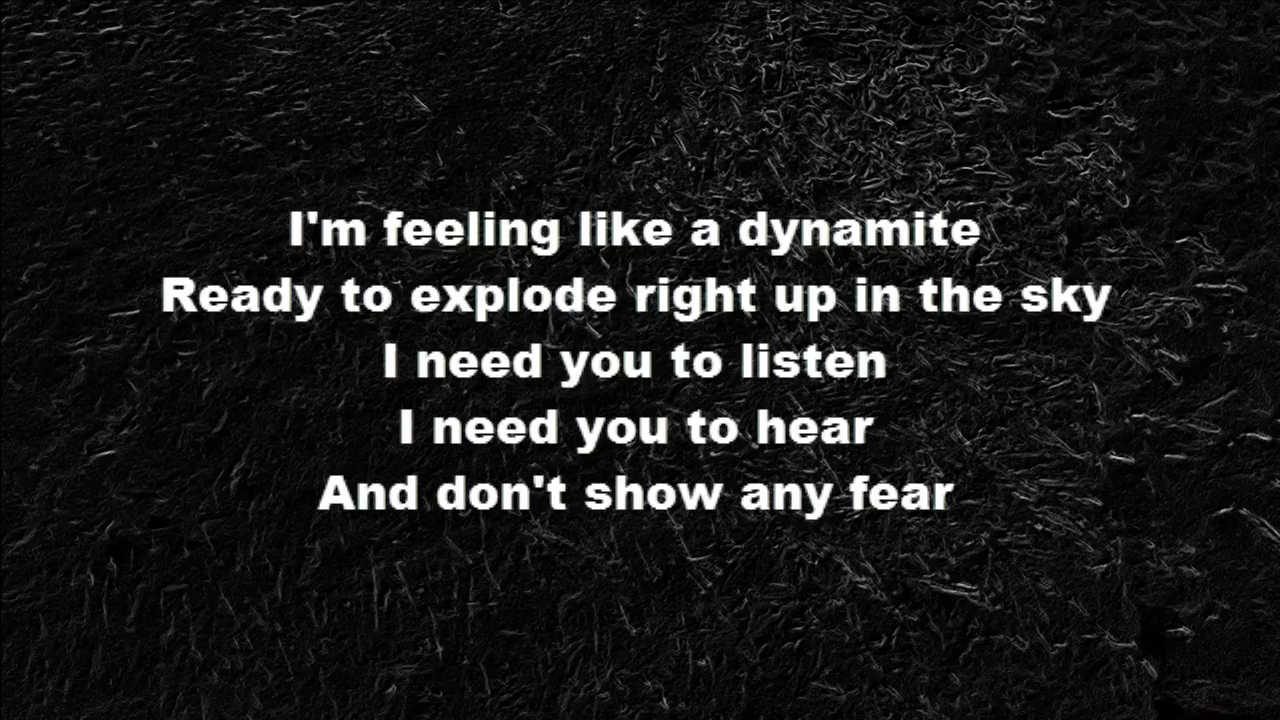 I'm feeling like a dynamite
Ready to explode right up in the sky
I need you to listen
I need you to hear
And don't show any fear